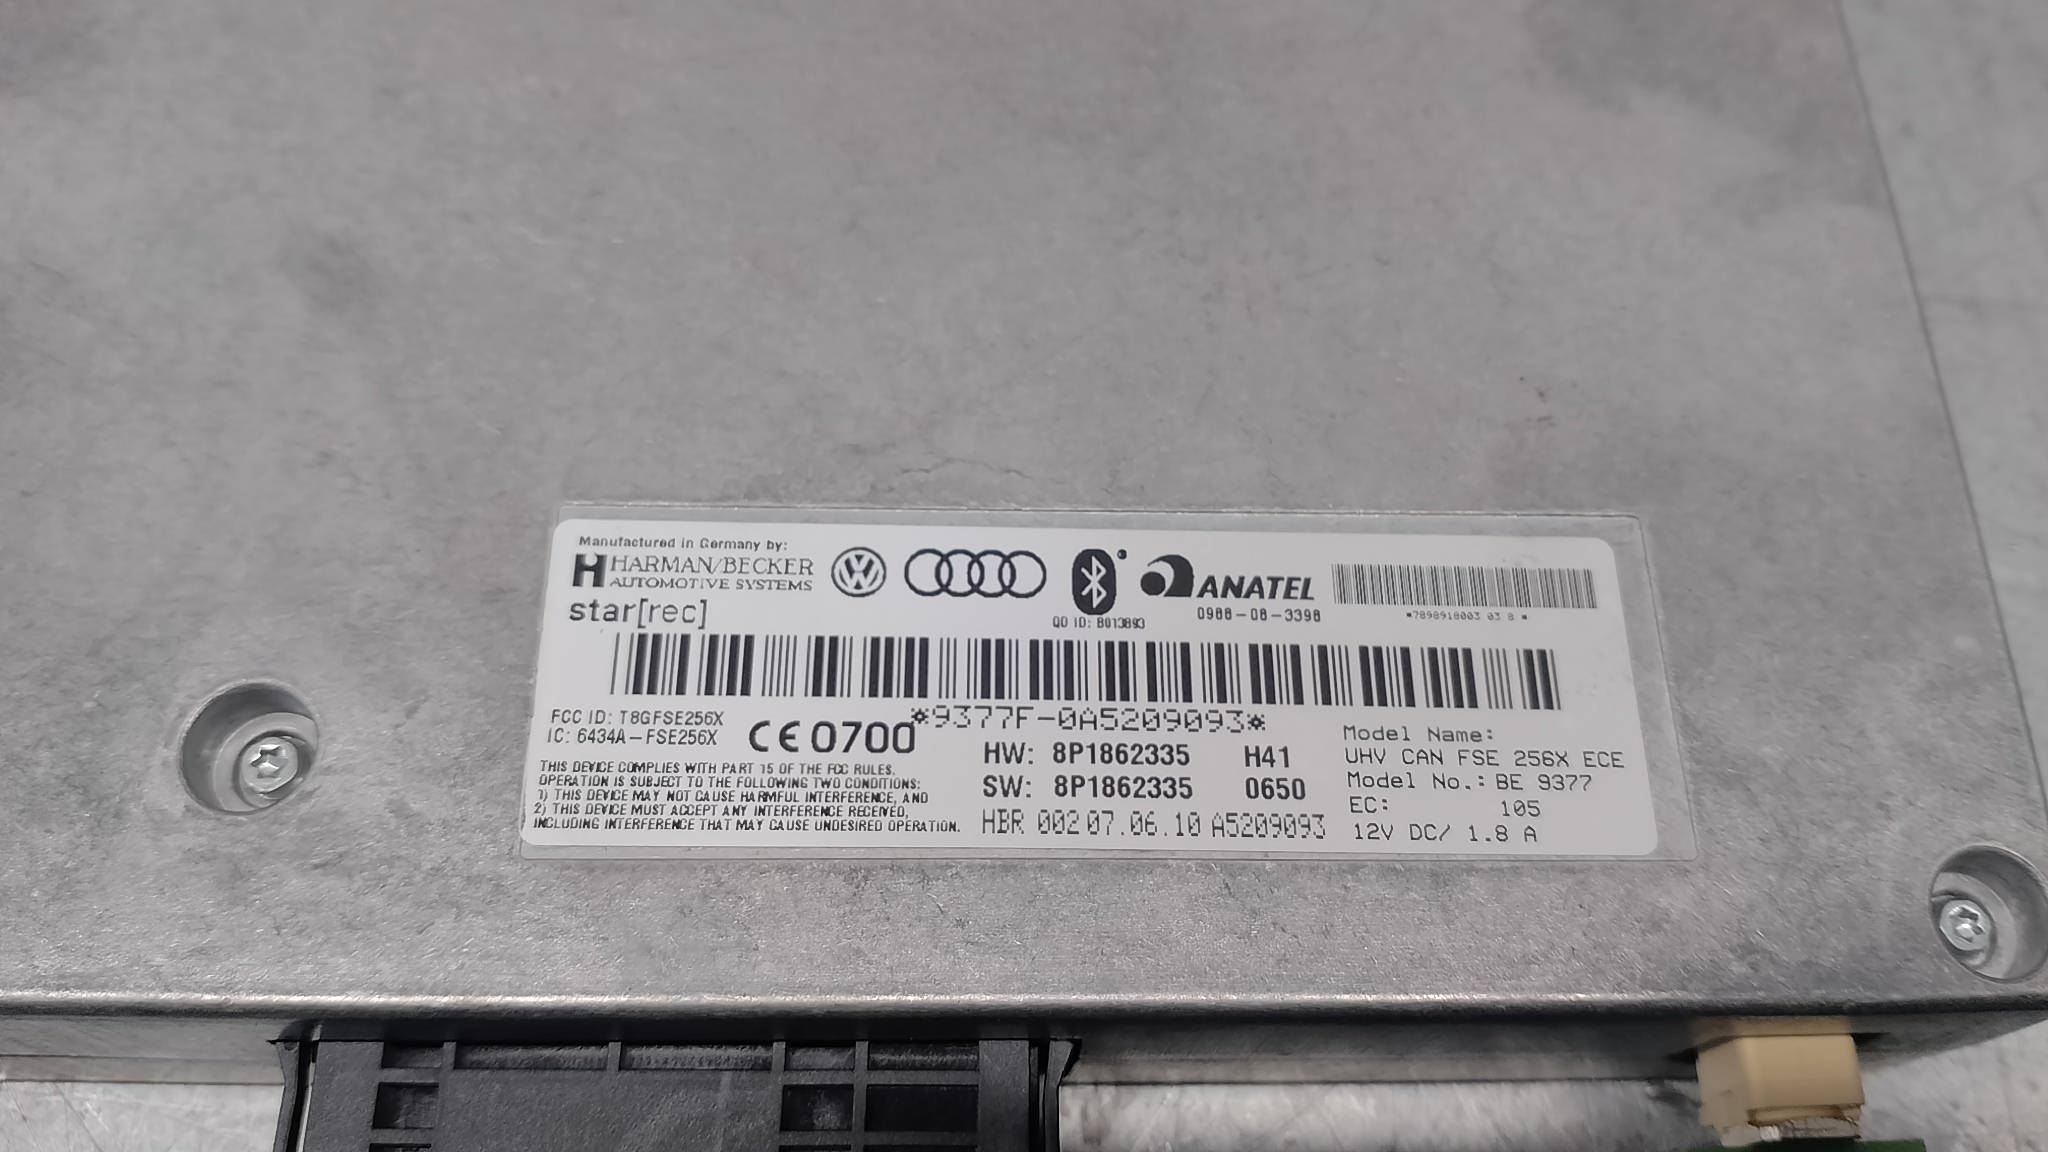 Manufactured in Germany by:
HARMAN/BECKER
AUTOMOTIVE SYSTEMS
star[rec]
QD ID: B013893
ANATEL
0988-08-3398
*9377F-0A5209093*
FCC ID: T8GFSE256X
IC: 6434A-FSE256X
CE 0700
THIS DEVICE COMPLIES WITH PART 15 OF THE FCC RULES.
OPERATION IS SUBJECT TO THE FOLLOWING TWO CONDITIONS:
1) THIS DEVICE MAY NOT CAUSE HARMFUL INTERFERENCE, AND
2) THIS DEVICE MUST ACCEPT ANY INTERFERENCE RECEIVED,
INCLUDING INTERFERENCE THAT MAY CAUSE UNDESIRED OPERATION.
HW: 8P1862335 H41
SW: 8P1862335 0650
HBR 002 07.06.10 A5209093
Model Name:
UHV CAN FSE 256X ECE
Model No.: BE 9377
EC: 105
12V DC/ 1.8 A